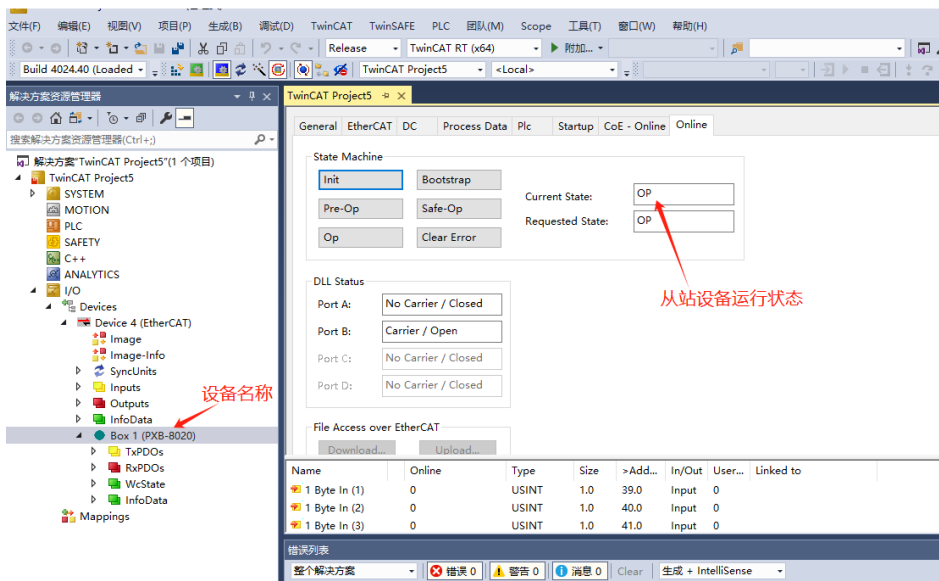 文件(F) 编辑(E) 视图(V) 项目(P) 生成(B) 调试(D) TwinCAT TwinSAFE PLC 团队(M) Scope 工具(T) 窗口(W) 帮助(H)
Release TwinCAT RT (x64) 附加...
Build 4024.40 (Loaded TwinCAT Project5 <Local>
解决方案资源管理器
搜索解决方案资源管理器(Ctrl+;)
解决方案"TwinCAT Project5"(1 个项目)
TwinCAT Project5
SYSTEM
MOTION
PLC
SAFETY
C++
ANALYTICS
I/O
Devices
Device 4 (EtherCAT)
Image
Image-Info
SyncUnits
Inputs
Outputs
InfoData
Box 1 (PXB-8020)
TxPDOs
RxPDOs
WcState
InfoData
Mappings
设备名称
TwinCAT Project5
General EtherCAT DC Process Data Plc Startup CoE - Online Online
State Machine
Init Bootstrap
Pre-Op Safe-Op
Op Clear Error
Current State: OP
Requested State: OP
从站设备运行状态
DLL Status
Port A: No Carrier / Closed
Port B: Carrier / Open
Port C: No Carrier / Closed
Port D: No Carrier / Closed
File Access over EtherCAT
Download... Upload...
Name Online Type Size >Add... In/Out User... Linked to
1 Byte In (1) 0 USINT 1.0 39.0 Input 0
1 Byte In (2) 0 USINT 1.0 40.0 Input 0
1 Byte In (3) 0 USINT 1.0 41.0 Input 0
错误列表
整个解决方案 错误 0 警告 0 消息 0 Clear 生成 + IntelliSense